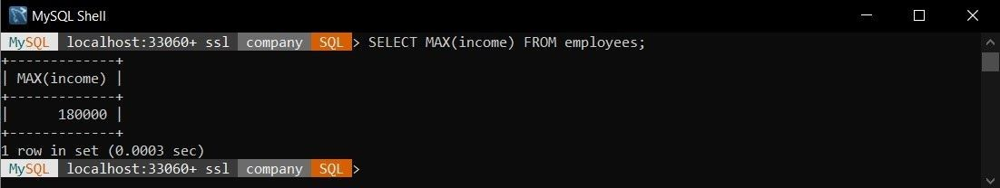 MySQL Shell
MySQL localhost:33060+ ssl company SQL > SELECT MAX(income) FROM employees;
+-------------+
| MAX(income) |
+-------------+
|      180000 |
+-------------+
1 row in set (0.0003 sec)
MySQL localhost:33060+ ssl company SQL >